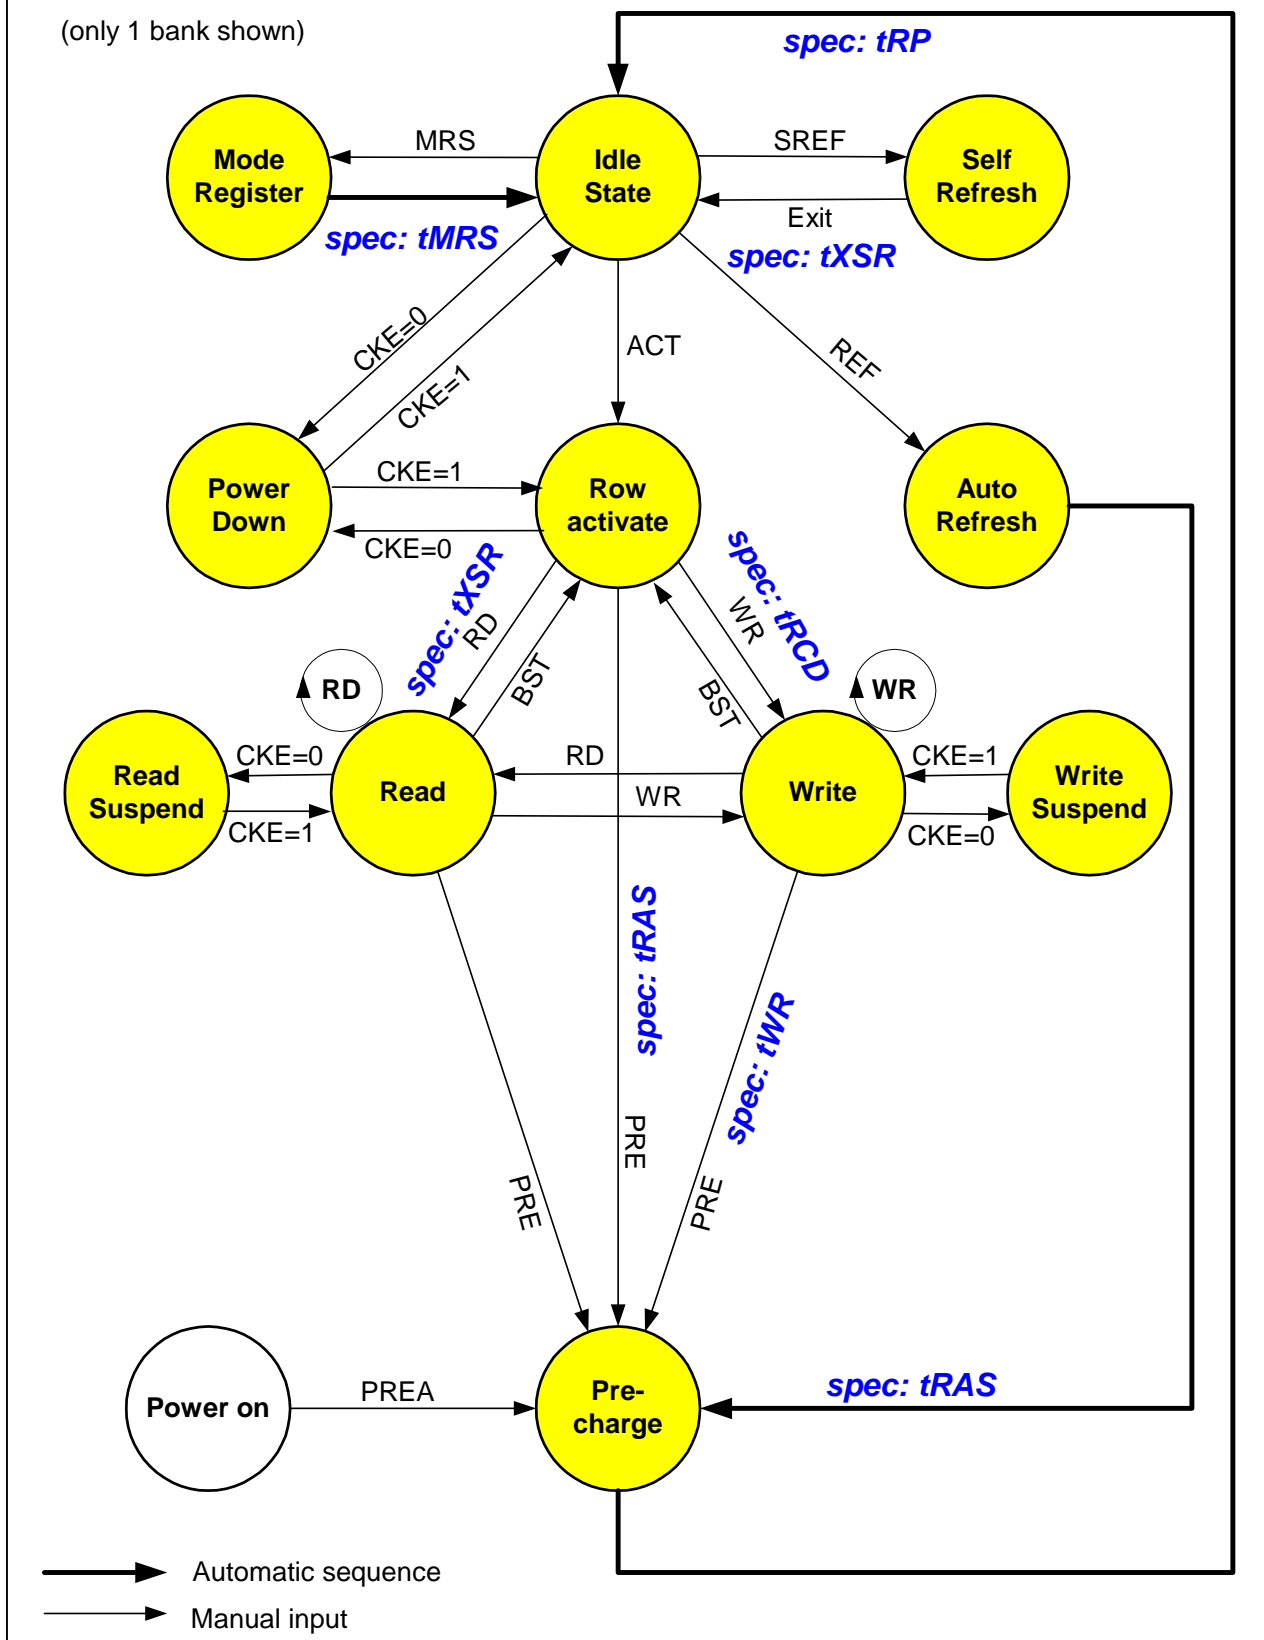 (only 1 bank shown)
spec: tRP
Mode
Register
MRS
Idle
State
SREF
Self
Refresh
Exit
spec: tMRS
spec: tXSR
CKE=0
CKE=1
ACT
REF
Power
Down
CKE=1
CKE=0
Row
activate
Auto
Refresh
spec: tXSR
RD
BST
spec: tRCD
WR
BST
RD
WR
Read
Suspend
CKE=0
CKE=1
Read
RD
WR
Write
CKE=1
CKE=0
Write
Suspend
spec: tRAS
spec: tWR
PRE
PRE
PRE
Power on
PREA
Pre-
charge
spec: tRAS
Automatic sequence
Manual input